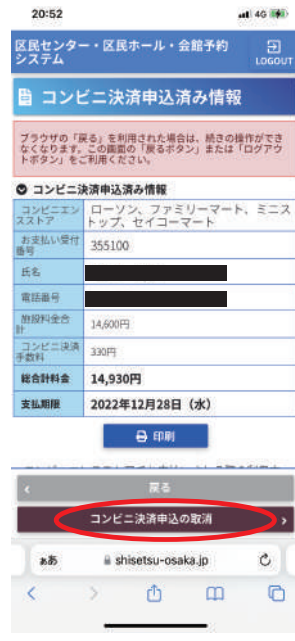 20:52
4G
区民センター・区民ホール・会館予約
システム
LOGOUT
コンビニ決済申込済み情報
ブラウザの「戻る」を利用された場合は、続きの操作ができ
なくなります。この画面の「戻るボタン」または「ログアウ
トボタン」をご利用ください。
コンビニ決済申込済み情報
コンビニエン
スストア
ローソン、ファミリーマート、ミニス
トップ、セイコーマート
お支払い受付
番号
355100
氏名
電話番号
施設料金合
計
14,600円
コンビニ決済
手数料
330円
総合計料金
14,930円
支払期限
2022年12月28日（水）
印刷
戻る
コンビニ決済申込の取消
ぁあ
shisetsu-osaka.jp